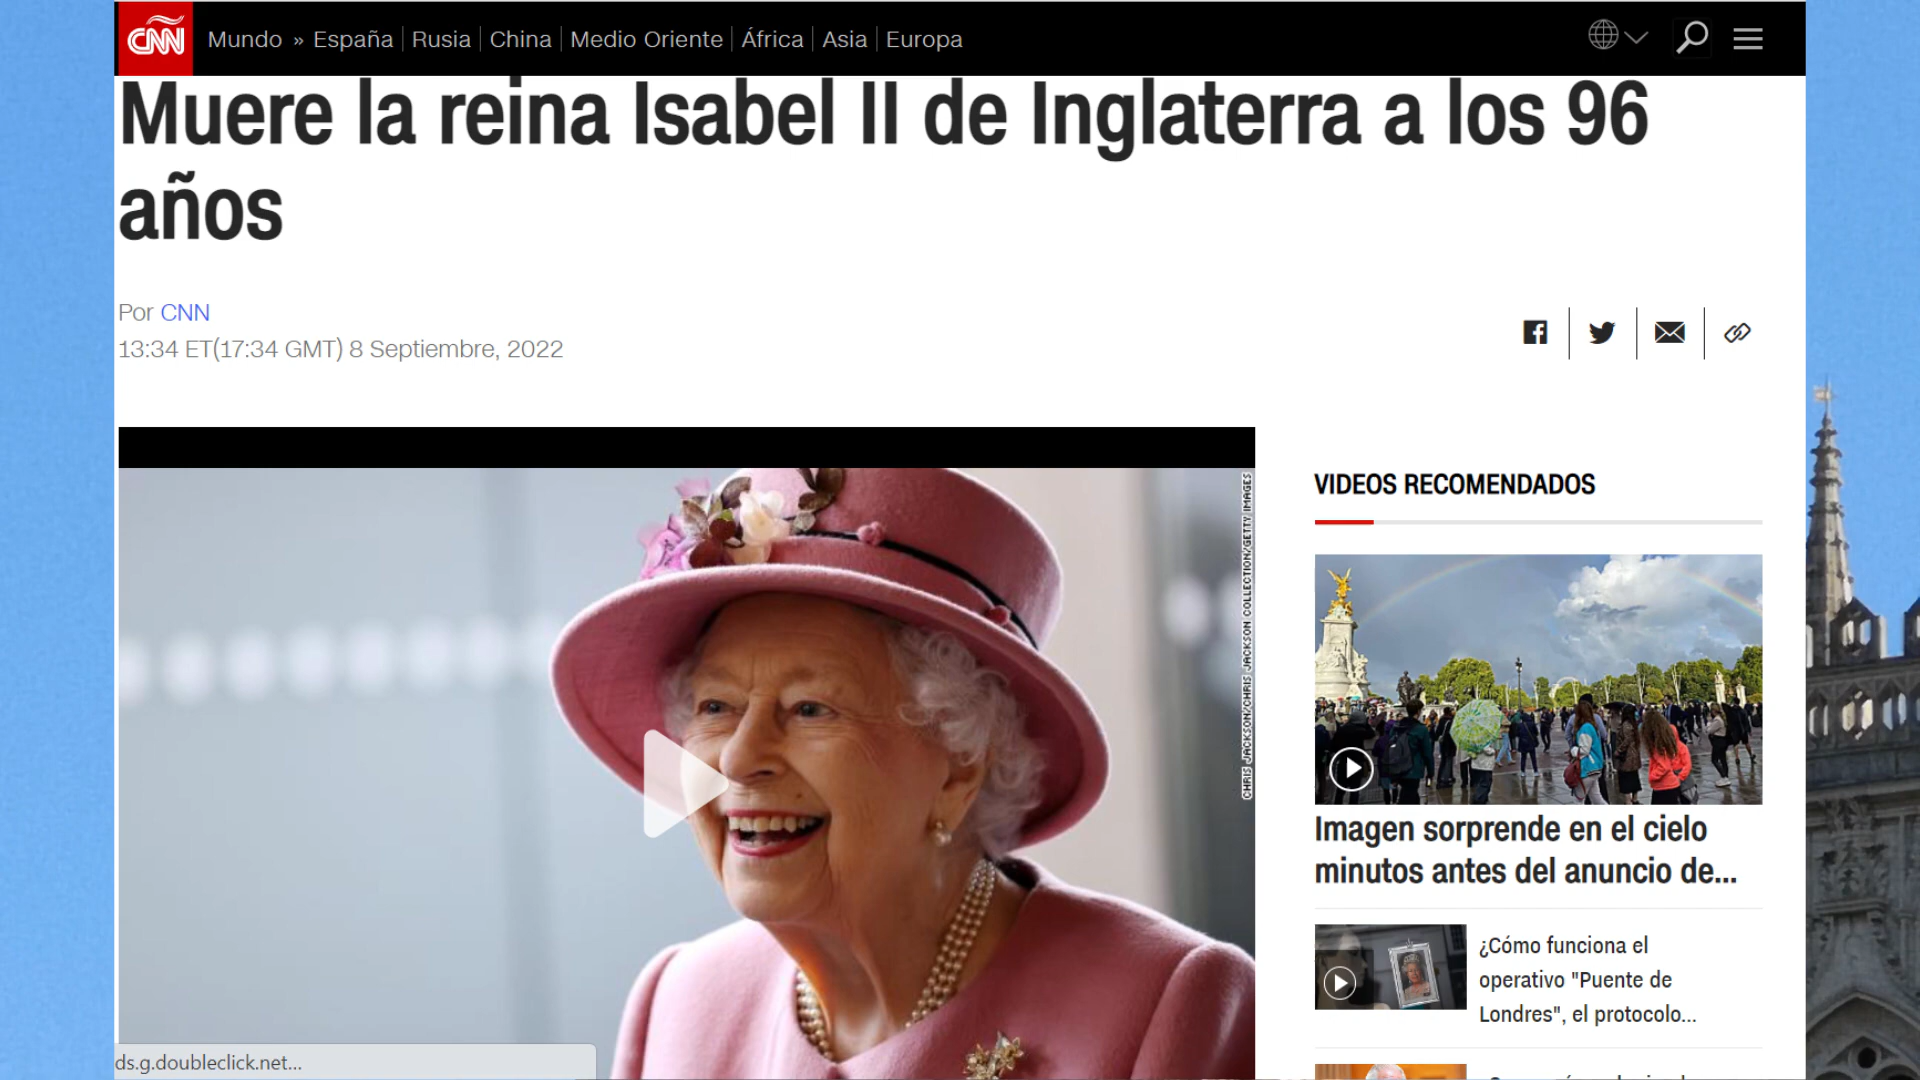 CNN
Mundo » España Rusia China Medio Oriente África Asia Europa
Muere la reina Isabel II de Inglaterra a los 96
años
Por CNN
13:34 ET(17:34 GMT) 8 Septiembre, 2022
CHRIS JACKSON/CHRIS JACKSON COLLECTION/GETTY IMAGES
VIDEOS RECOMENDADOS
Imagen sorprende en el cielo
minutos antes del anuncio de...
¿Cómo funciona el
operativo "Puente de
Londres", el protocolo...
ds.g.doubleclick.net...